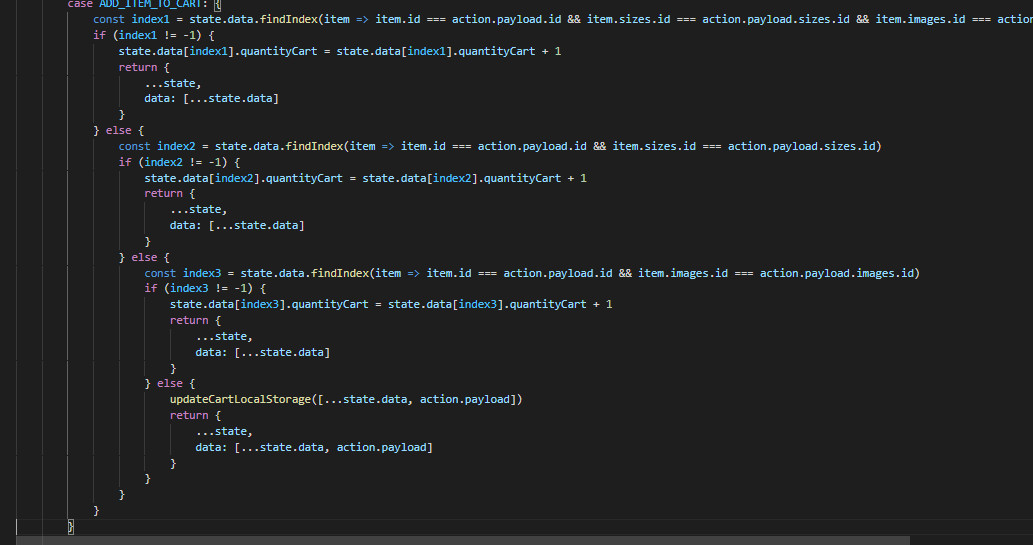 case ADD_ITEM_TO_CART: {
const index1 = state.data.findIndex(item => item.id === action.payload.id && item.sizes.id === action.payload.sizes.id && item.images.id === action
if (index1 != -1) {
state.data[index1].quantityCart = state.data[index1].quantityCart + 1
return {
...state,
data: [...state.data]
}
} else {
const index2 = state.data.findIndex(item => item.id === action.payload.id && item.sizes.id === action.payload.sizes.id)
if (index2 != -1) {
state.data[index2].quantityCart = state.data[index2].quantityCart + 1
return {
...state,
data: [...state.data]
}
} else {
const index3 = state.data.findIndex(item => item.id === action.payload.id && item.images.id === action.payload.images.id)
if (index3 != -1) {
state.data[index3].quantityCart = state.data[index3].quantityCart + 1
return {
...state,
data: [...state.data]
}
} else {
updateCartLocalStorage([...state.data, action.payload])
return {
...state,
data: [...state.data, action.payload]
}
}
}
}
}